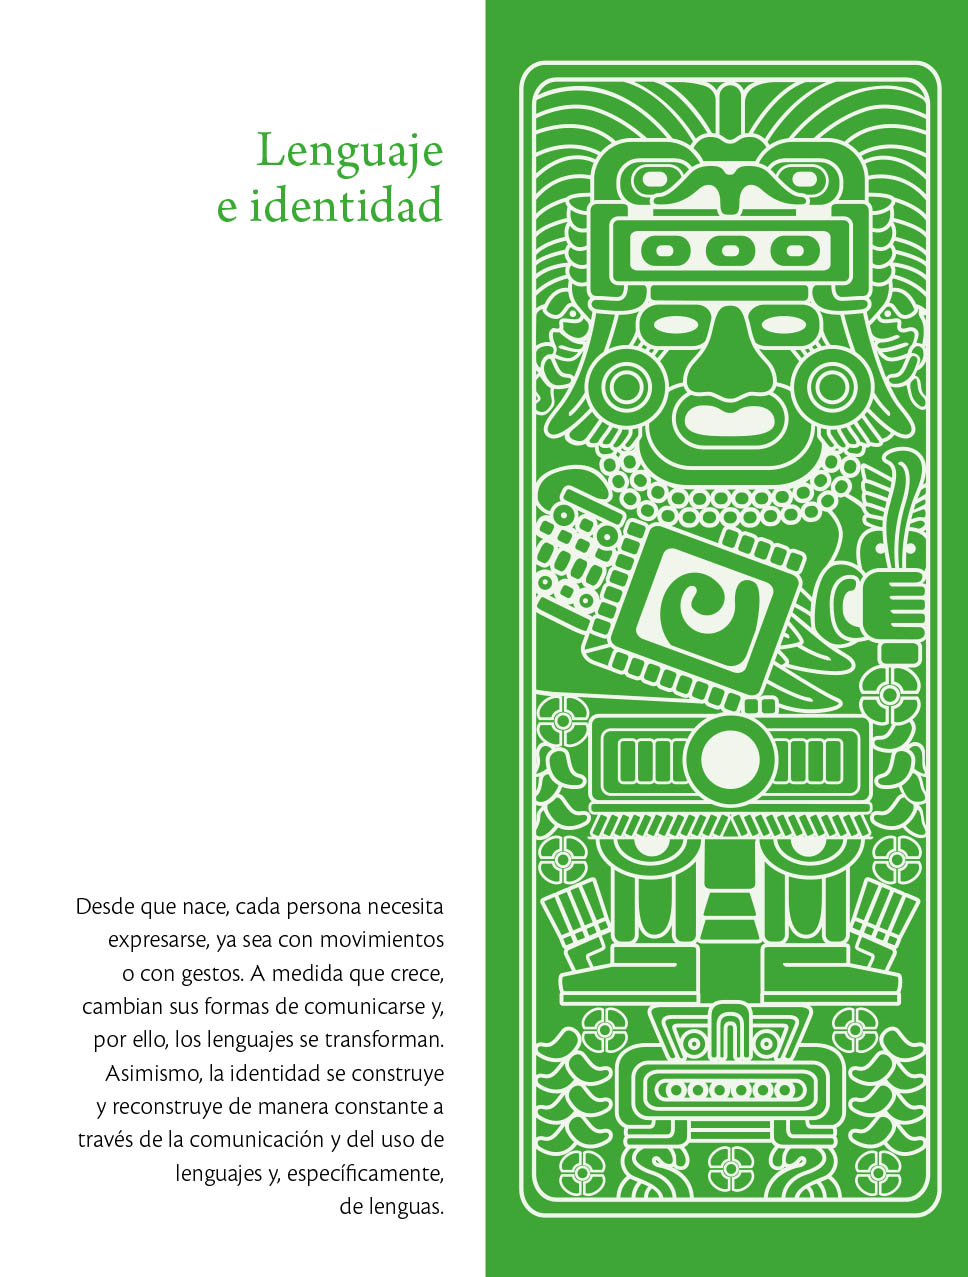 Lenguaje
e identidad
Desde que nace, cada persona necesita
expresarse, ya sea con movimientos
o con gestos. A medida que crece,
cambian sus formas de comunicarse y,
por ello, los lenguajes se transforman.
Asimismo, la identidad se construye
y reconstruye de manera constante a
través de la comunicación y del uso de
lenguajes y, específicamente,
de lenguas.